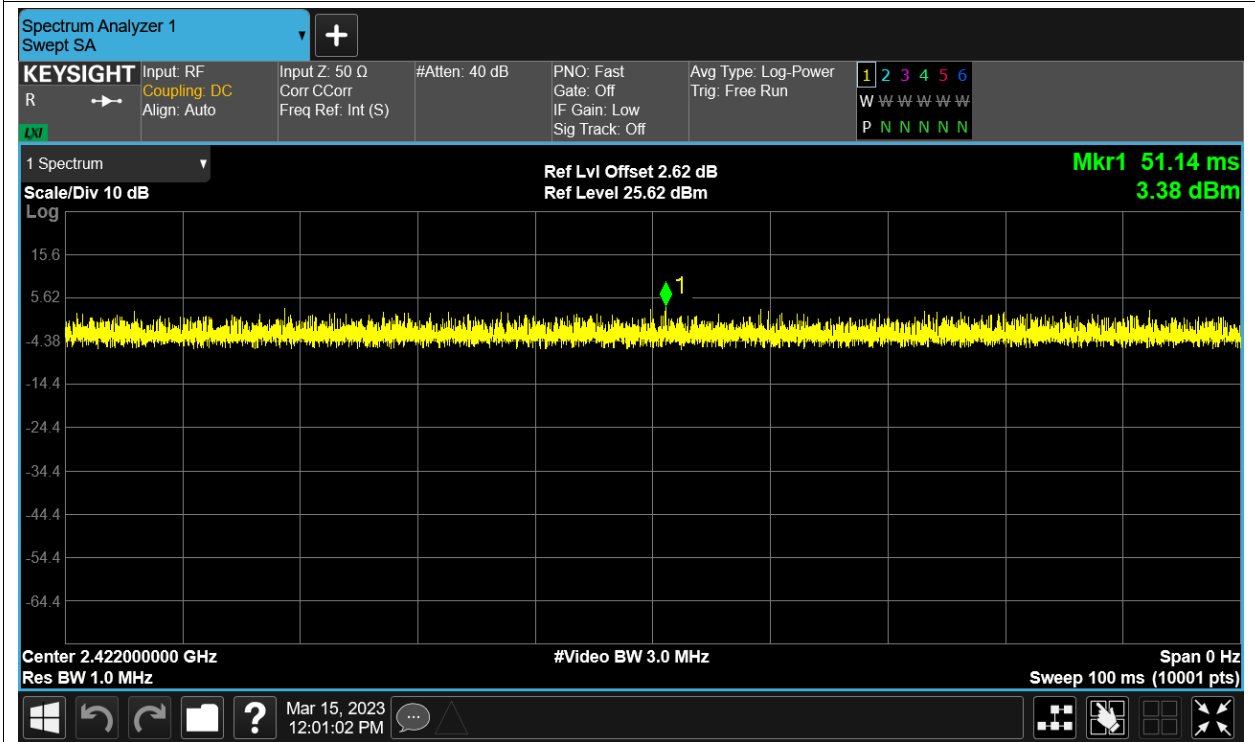 Spectrum Analyzer 1
Swept SA
KEYSIGHT
R
LXI
Input: RF
Coupling: DC
Align: Auto
Input Z: 50 Ω
Corr CCorr
Freq Ref: Int (S)
#Atten: 40 dB
PNO: Fast
Gate: Off
IF Gain: Low
Sig Track: Off
Avg Type: Log-Power
Trig: Free Run
1 2 3 4 5 6
W W W W W W
P N N N N N
1 Spectrum
Scale/Div 10 dB
Ref Lvl Offset 2.62 dB
Ref Level 25.62 dBm
Mkr1 51.14 ms
3.38 dBm
Log
15.6
5.62
-4.38
-14.4
-24.4
-34.4
-44.4
-54.4
-64.4
1
Center 2.422000000 GHz
Res BW 1.0 MHz
#Video BW 3.0 MHz
Span 0 Hz
Sweep 100 ms (10001 pts)
?
Mar 15, 2023
12:01:02 PM